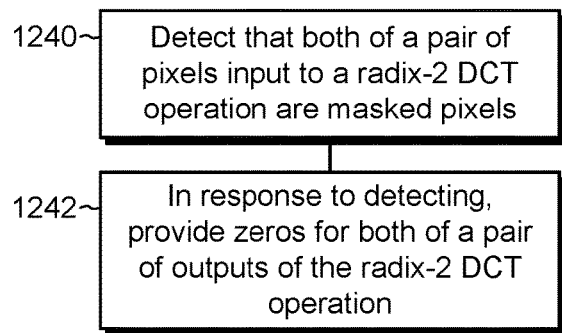 1240
Detect that both of a pair of
pixels input to a radix-2 DCT
operation are masked pixels
1242
In response to detecting,
provide zeros for both of a pair
of outputs of the radix-2 DCT
operation